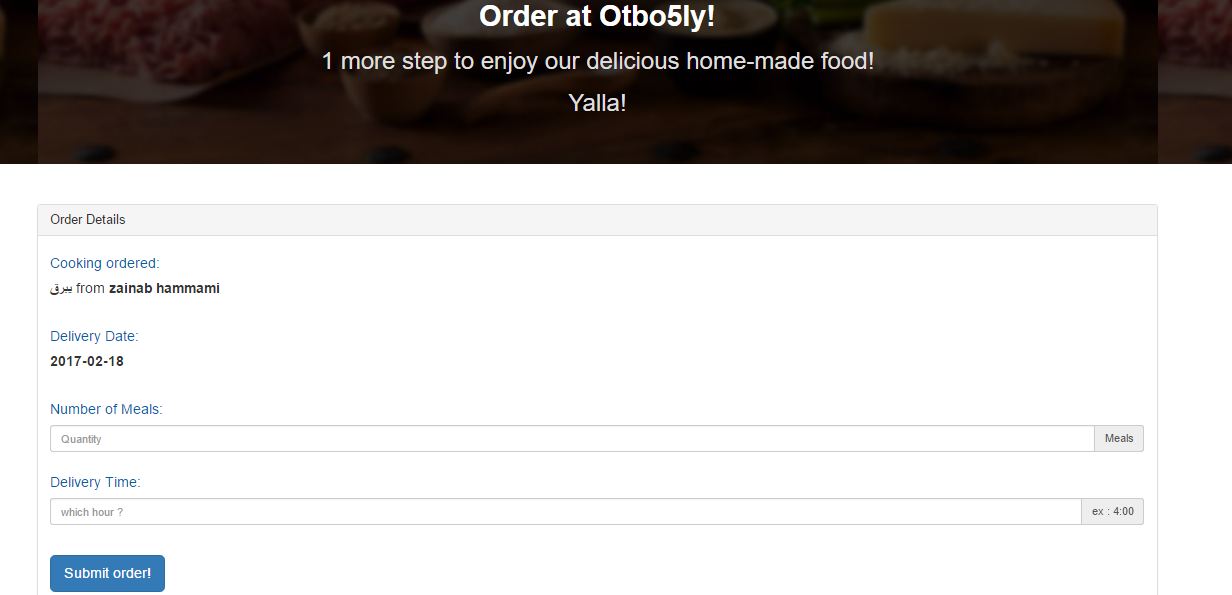 Order at Otbo5ly!
1 more step to enjoy our delicious home-made food!
Yalla!
Order Details
Cooking ordered:
يبرق from zainab hammami
Delivery Date:
2017-02-18
Number of Meals:
Quantity Meals
Delivery Time:
which hour ? ex : 4:00
Submit order!